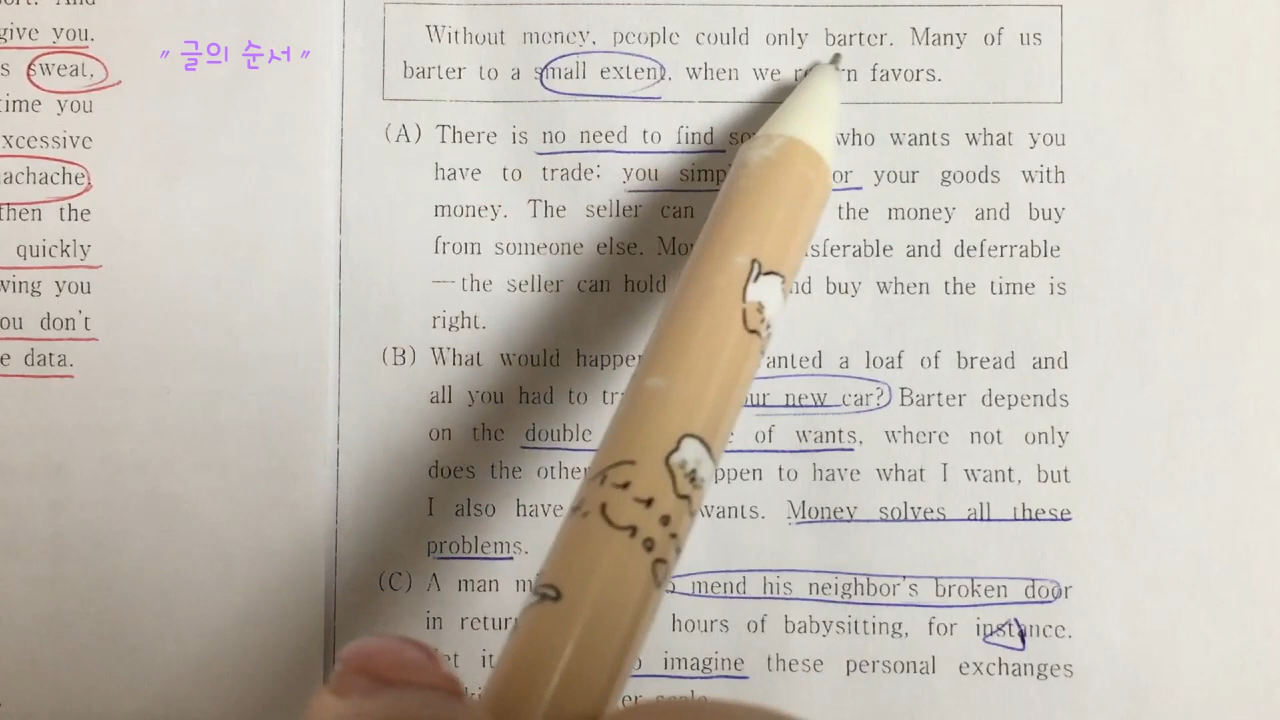 give you.
s sweat,
time you
xcessive
achache,
then the
quickly
wing you
ou don't
e data.
" 글의 순서 "
Without money, people could only barter. Many of us
barter to a small extent, when we return favors.
(A) There is no need to find who wants what you
have to trade: you simp or your goods with
money. The seller can the money and buy
from someone else. Mo sferable and deferrable
—the seller can hold nd buy when the time is
right.
(B) What would happe anted a loaf of bread and
all you had to tr ur new car? Barter depends
on the double of wants, where not only
does the other ppen to have what I want, but
I also have wants. Money solves all these
problems.
(C) A man m mend his neighbor's broken door
in retur hours of babysitting, for instance.
et it imagine these personal exchanges
er scale.